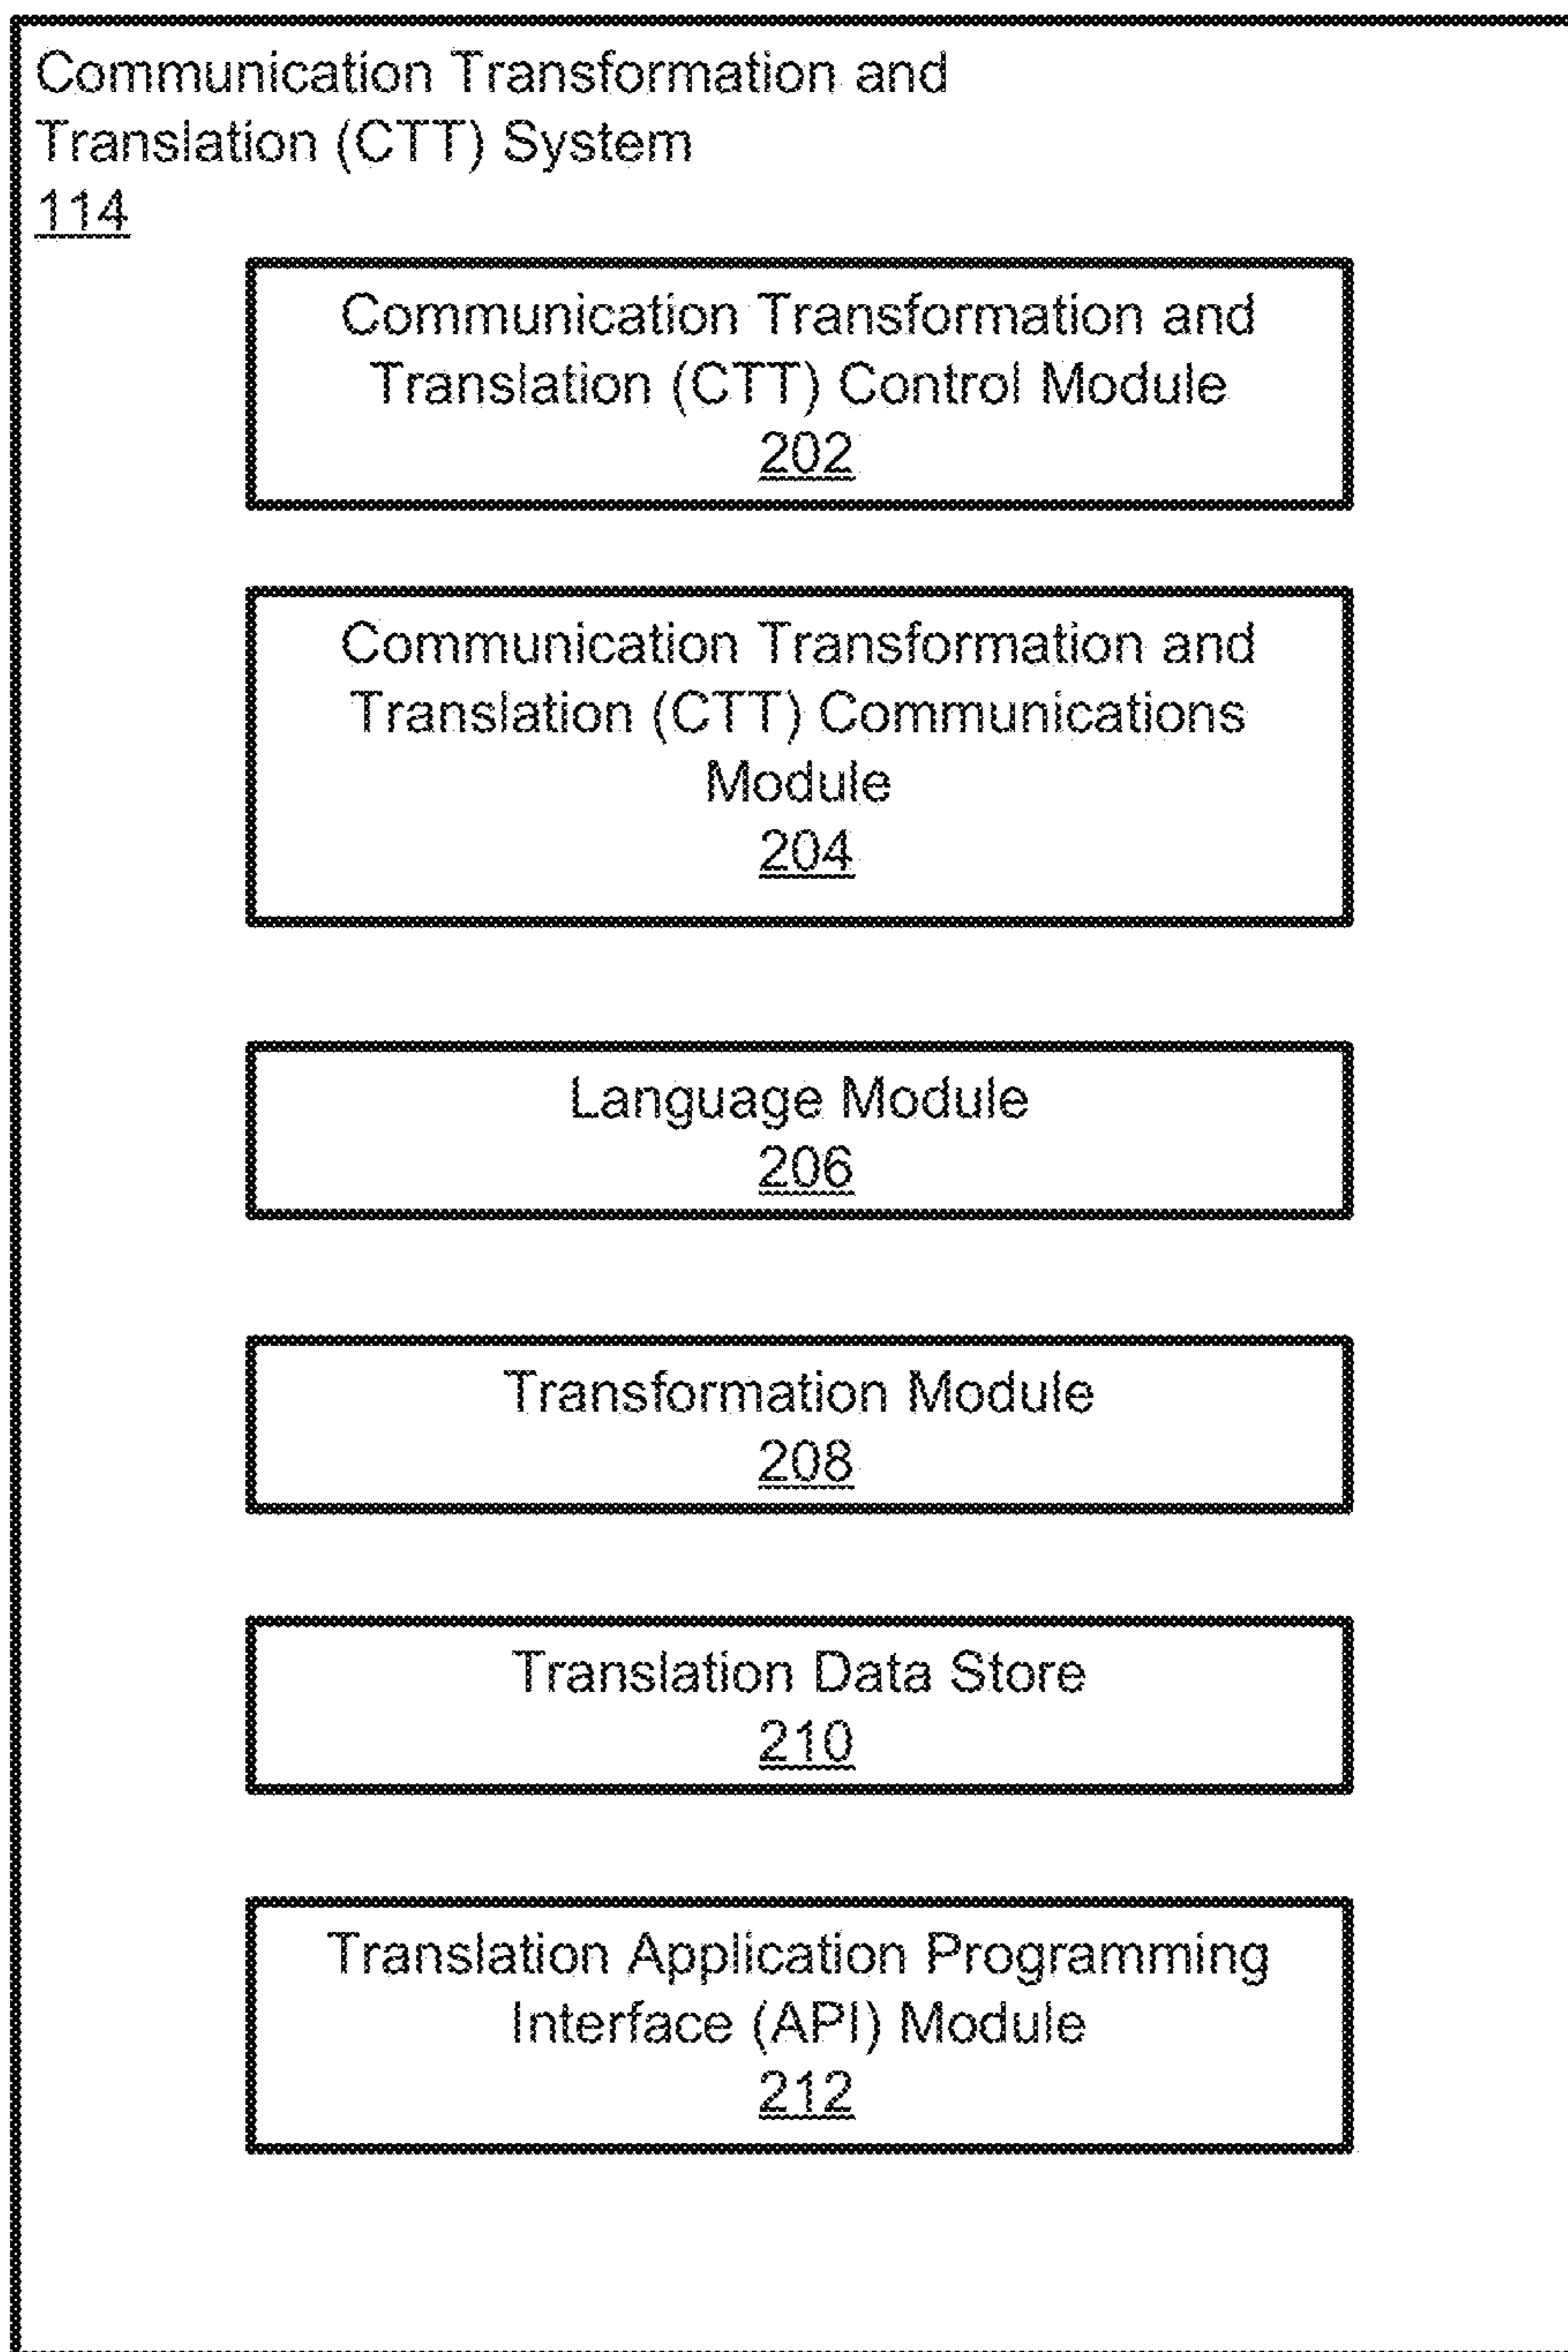 Communication Transformation and
Translation (CTT) System
114
Communication Transformation and
Translation (CTT) Control Module
202
Communication Transformation and
Translation (CTT) Communications
Module
204
Language Module
206
Transformation Module
208
Translation Data Store
210
Translation Application Programming
Interface (API) Module
212